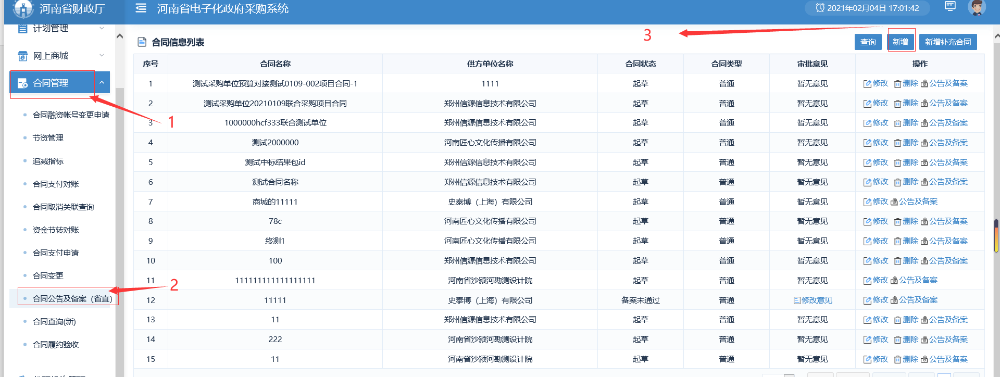 河南省财政厅
河南省电子化政府采购系统
2021年02月04日 17:01:42
计划管理
网上商城
合同管理
合同融资帐号变更申请
节资管理
追减指标
合同支付对账
合同取消关联查询
资金节转对账
合同支付申请
合同变更
合同公告及备案（省直）
合同查询(新)
合同履约验收
1
2
3
合同信息列表
查询 新增 新增补充合同
序号 合同名称 供方单位名称 合同状态 合同类型 审批意见 操作
1 测试采购单位预算对接测试0109-002项目合同-1 1111 起草 普通 暂无意见 修改 删除 公告及备案
2 测试采购单位20210109联合采购项目合同 郑州信源信息技术有限公司 起草 普通 暂无意见 修改 删除 公告及备案
3 1000000hcf333联合测试单位 郑州信源信息技术有限公司 起草 普通 暂无意见 修改 删除 公告及备案
4 测试2000000 河南匠心文化传播有限公司 起草 普通 暂无意见 修改 删除 公告及备案
5 测试中标结果包id 郑州信源信息技术有限公司 起草 普通 暂无意见 修改 删除 公告及备案
6 测试合同名称 郑州信源信息技术有限公司 起草 普通 暂无意见 修改 删除 公告及备案
7 商城的11111 史泰博（上海）有限公司 起草 普通 暂无意见 修改 公告及备案
8 78c 河南匠心文化传播有限公司 起草 普通 暂无意见 修改 删除 公告及备案
9 终测1 河南匠心文化传播有限公司 起草 普通 暂无意见 修改 删除 公告及备案
10 100 郑州信源信息技术有限公司 起草 普通 暂无意见 修改 删除 公告及备案
11 111111111111111111 河南省沙颍河勘测设计院 起草 普通 暂无意见 修改 公告及备案
12 11111 史泰博（上海）有限公司 备案未通过 普通 修改意见 修改 公告及备案
13 11 郑州信源信息技术有限公司 起草 普通 暂无意见 修改 删除 公告及备案
14 222 河南省沙颍河勘测设计院 起草 普通 暂无意见 修改 删除 公告及备案
15 11 河南省沙颍河勘测设计院 起草 普通 暂无意见 修改 删除 公告及备案